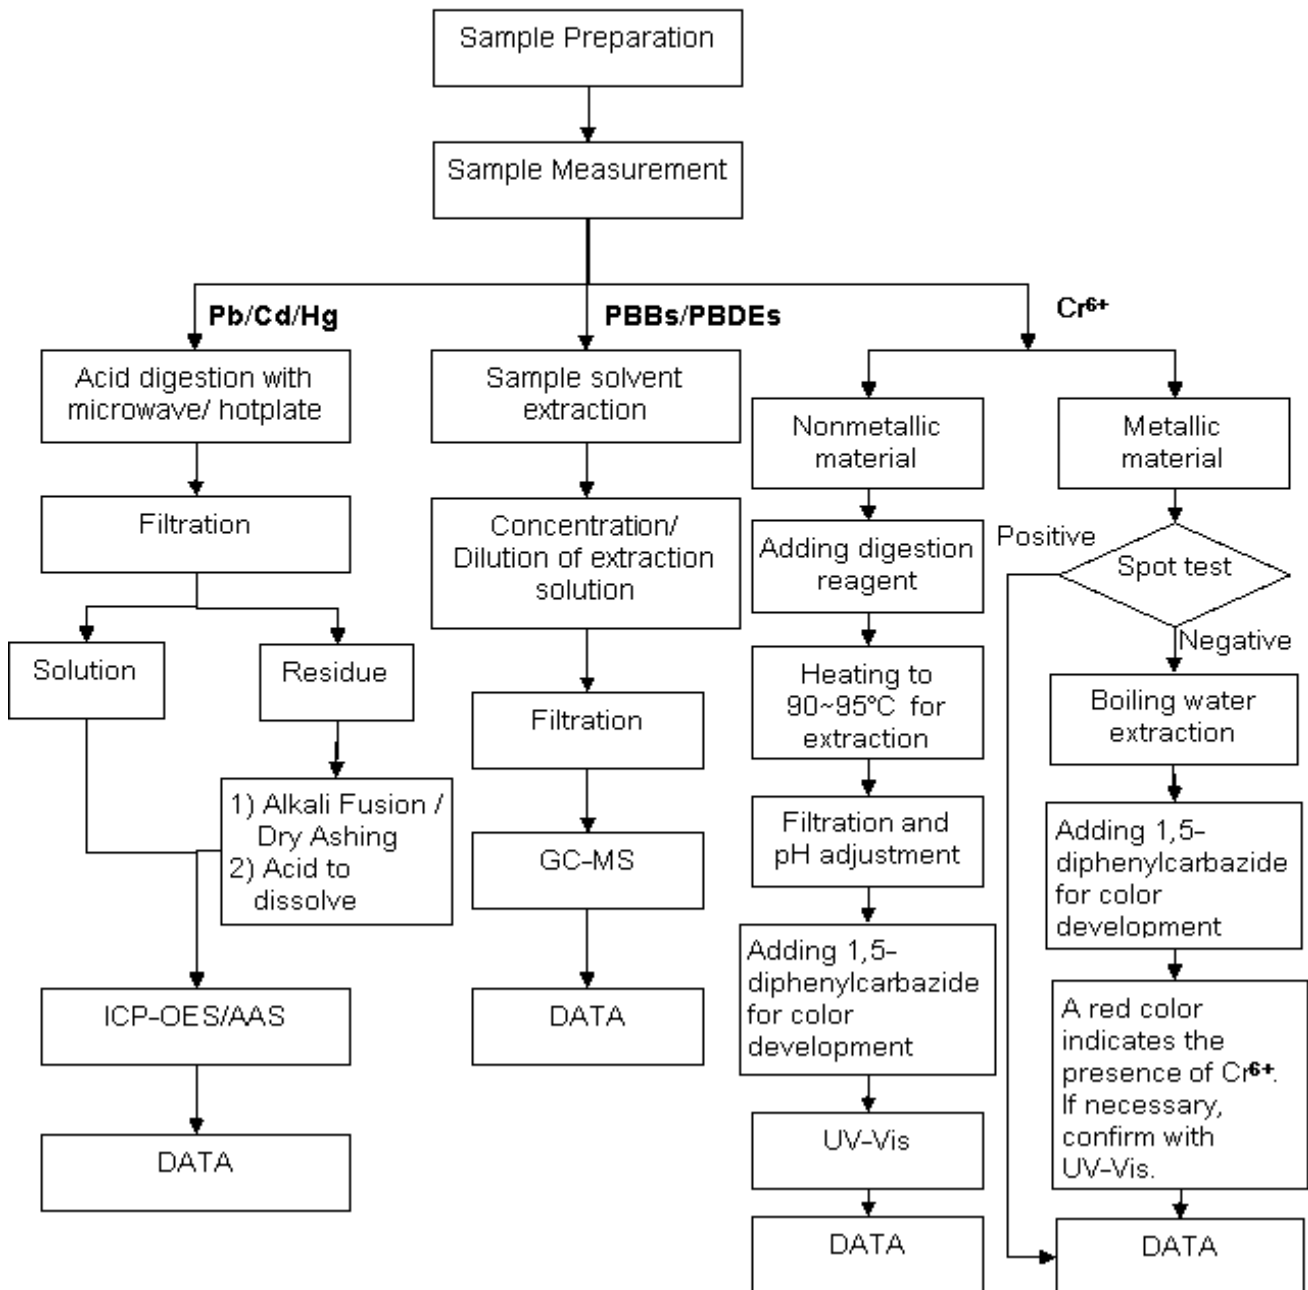 Sample Preparation
Sample Measurement
Pb/Cd/Hg
PBBs/PBDEs
Cr⁶⁺
Acid digestion with
microwave/ hotplate
Filtration
Solution
Residue
1) Alkali Fusion /
Dry Ashing
2) Acid to
dissolve
ICP-OES/AAS
DATA
Sample solvent
extraction
Concentration/
Dilution of extraction
solution
Filtration
GC-MS
DATA
Nonmetallic
material
Adding digestion
reagent
Heating to
90~95°C for
extraction
Filtration and
pH adjustment
Adding 1,5-
diphenylcarbazide
for color
development
UV-Vis
DATA
Metallic
material
Positive
Spot test
Negative
Boiling water
extraction
Adding 1,5-
diphenylcarbazide
for color
development
A red color
indicates the
presence of Cr⁶⁺.
If necessary,
confirm with
UV-Vis.
DATA